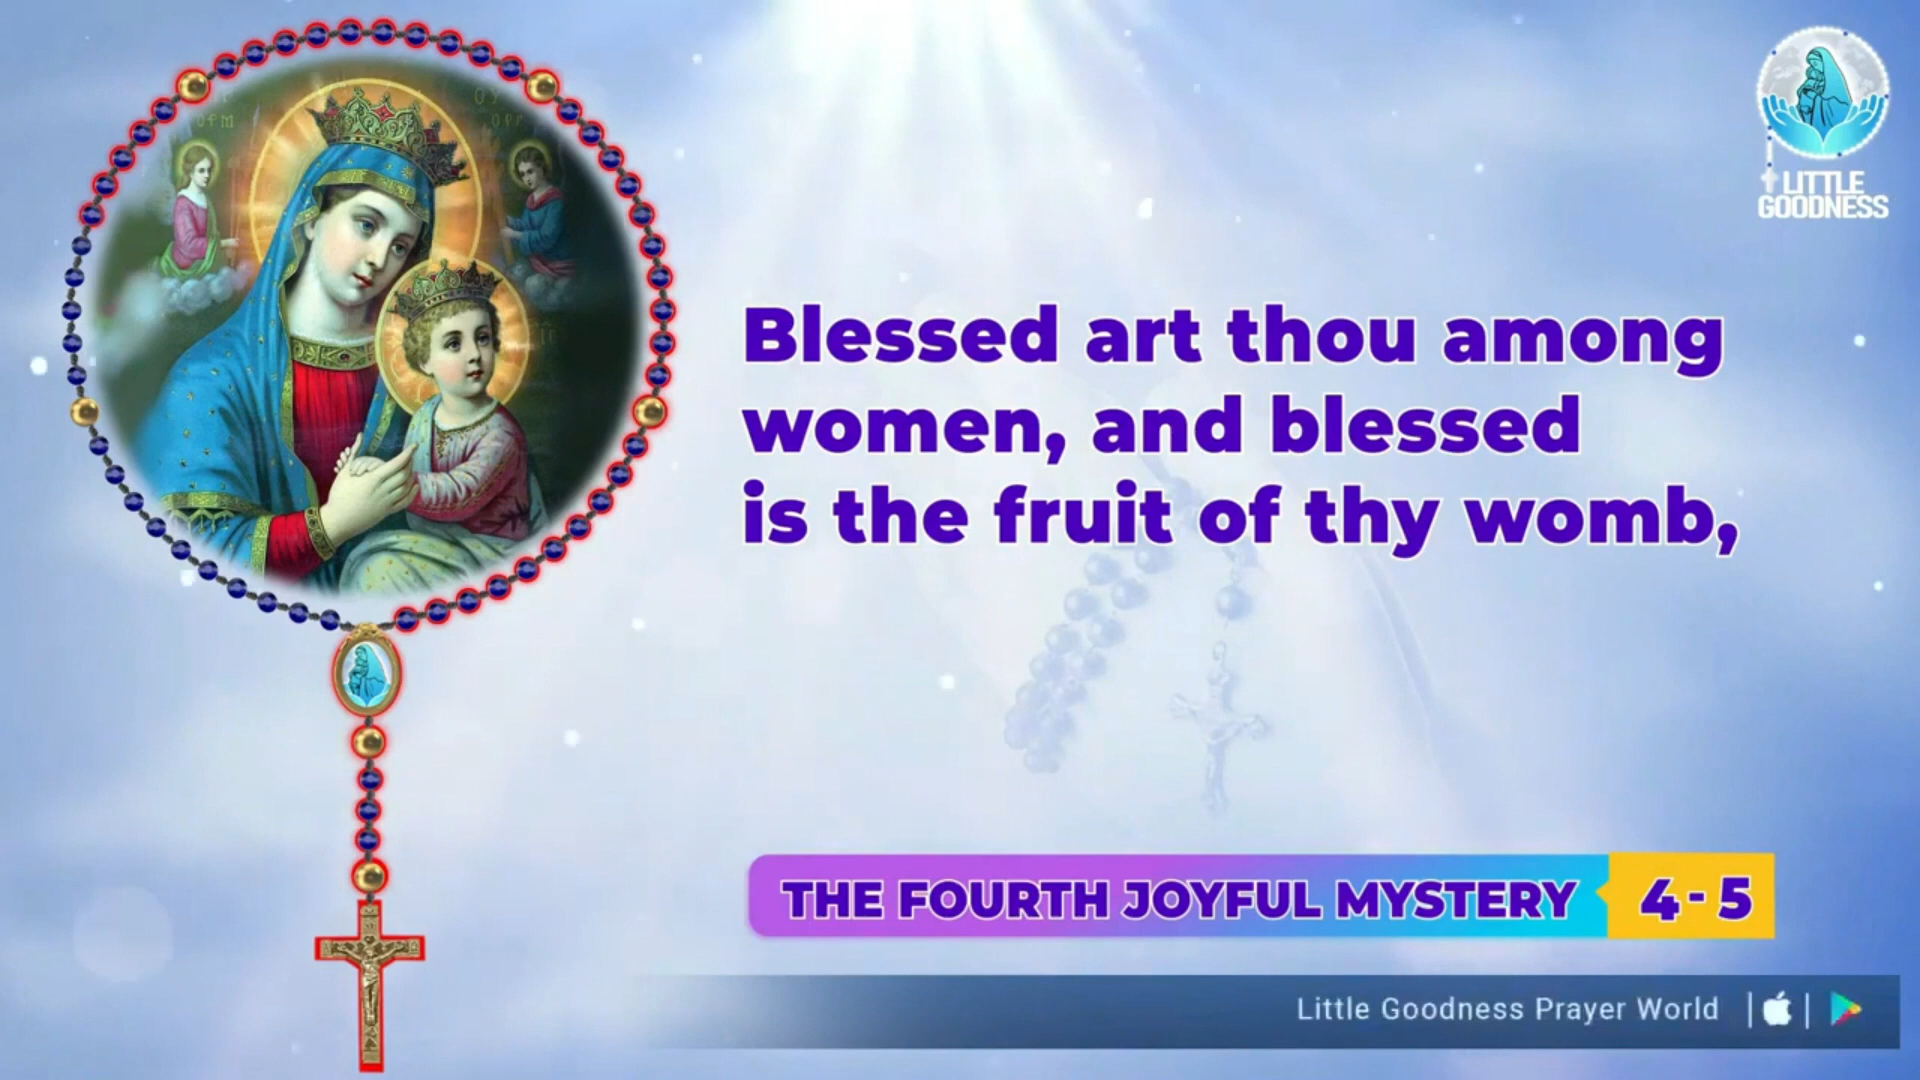 LITTLE
GOODNESS
Blessed art thou among
women, and blessed
is the fruit of thy womb,
THE FOURTH JOYFUL MYSTERY 4 - 5
Little Goodness Prayer World